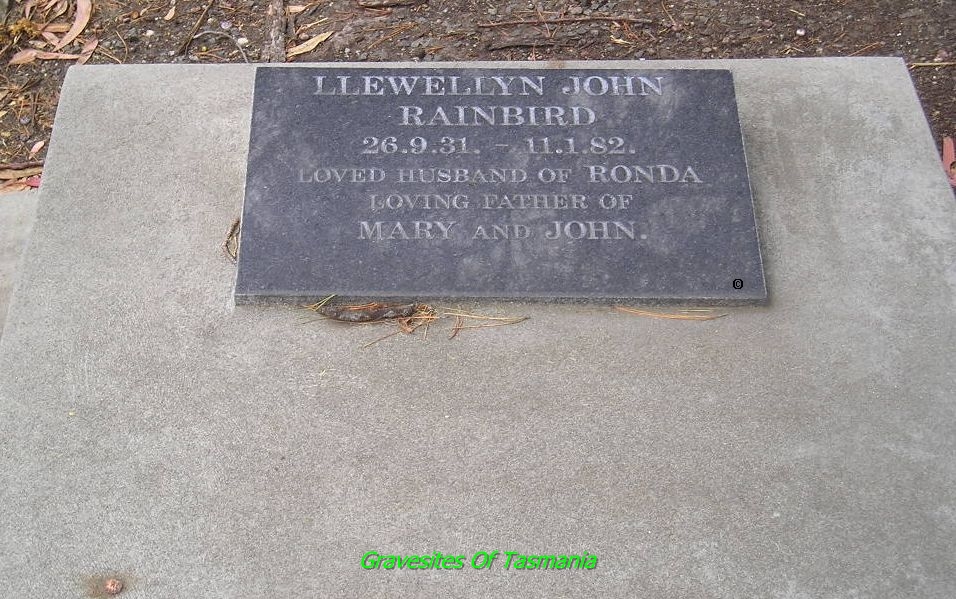 LLEWELLYN JOHN
RAINBIRD
26.9.31. - 11.1.82.
LOVED HUSBAND OF RONDA
LOVING FATHER OF
MARY AND JOHN.
©
Gravesites Of Tasmania